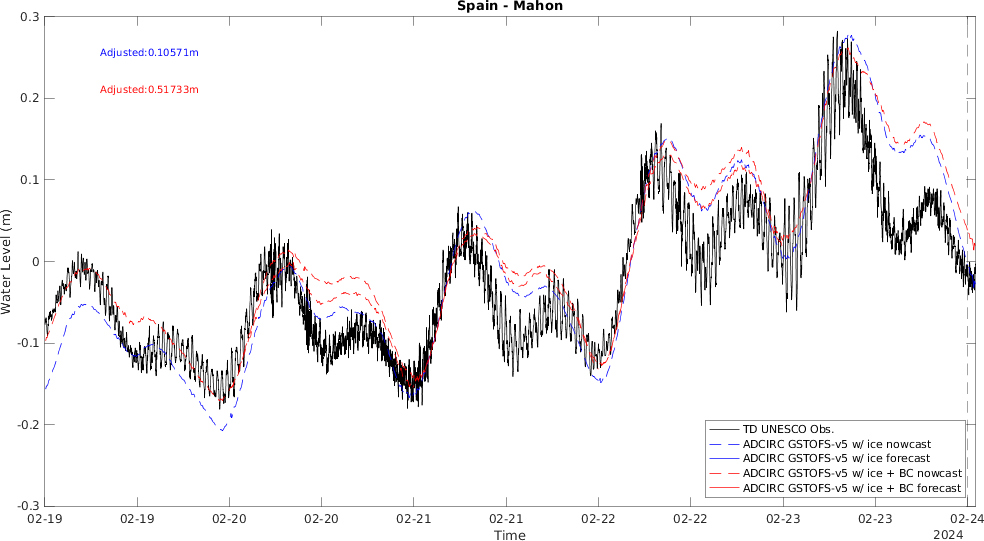 Spain - Mahon
Adjusted:0.10571m
Adjusted:0.51733m
Water Level (m)
0.3
0.2
0.1
0
-0.1
-0.2
-0.3
TD UNESCO Obs.
ADCIRC GSTOFS-v5 w/ ice nowcast
ADCIRC GSTOFS-v5 w/ ice forecast
ADCIRC GSTOFS-v5 w/ ice + BC nowcast
ADCIRC GSTOFS-v5 w/ ice + BC forecast
02-19 02-19 02-20 02-20 02-21 02-21 02-22 02-22 02-23 02-23 02-24
Time
2024